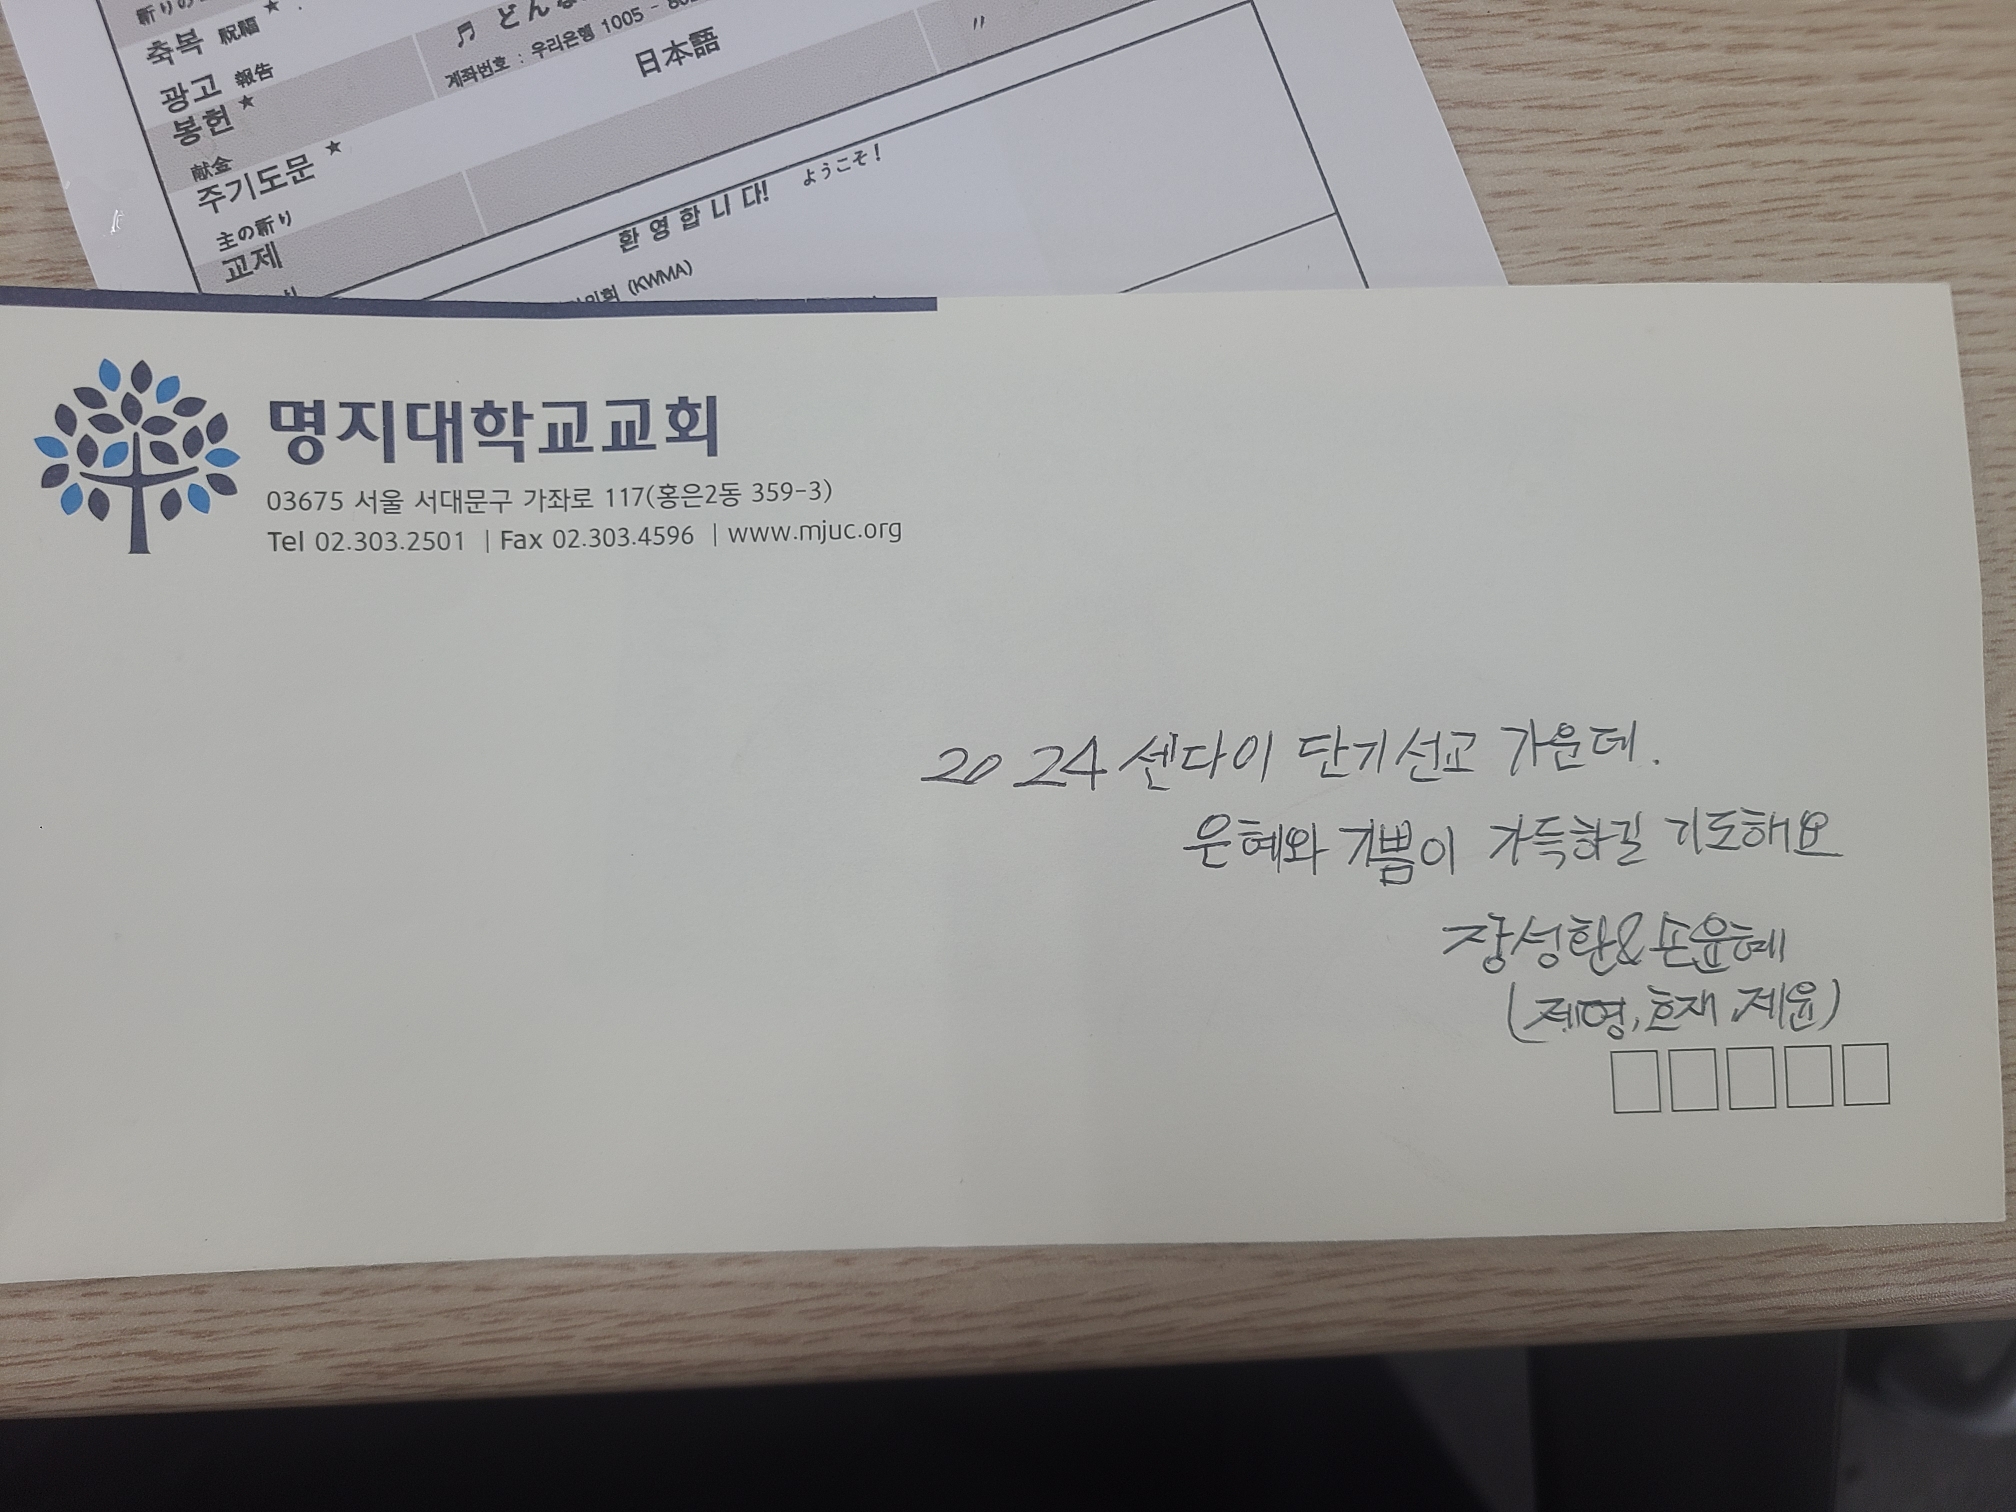 축복 祝福 ★
♬ どんな
광고 報告
계좌번호 : 우리은행 1005 -
봉헌 ★
日本語
〃
献金
주기도문 ★
主の祈り
환영합니다! ようこそ!
교제
(KWMA)
명지대학교교회
03675 서울 서대문구 가좌로 117(홍은2동 359-3)
Tel 02.303.2501 | Fax 02.303.4596 | www.mjuc.org
2024 센다이 단기선교 가운데.
은혜와 기쁨이 가득하길 기도해요
장성한&손윤혜
(제영, 호재, 제윤)